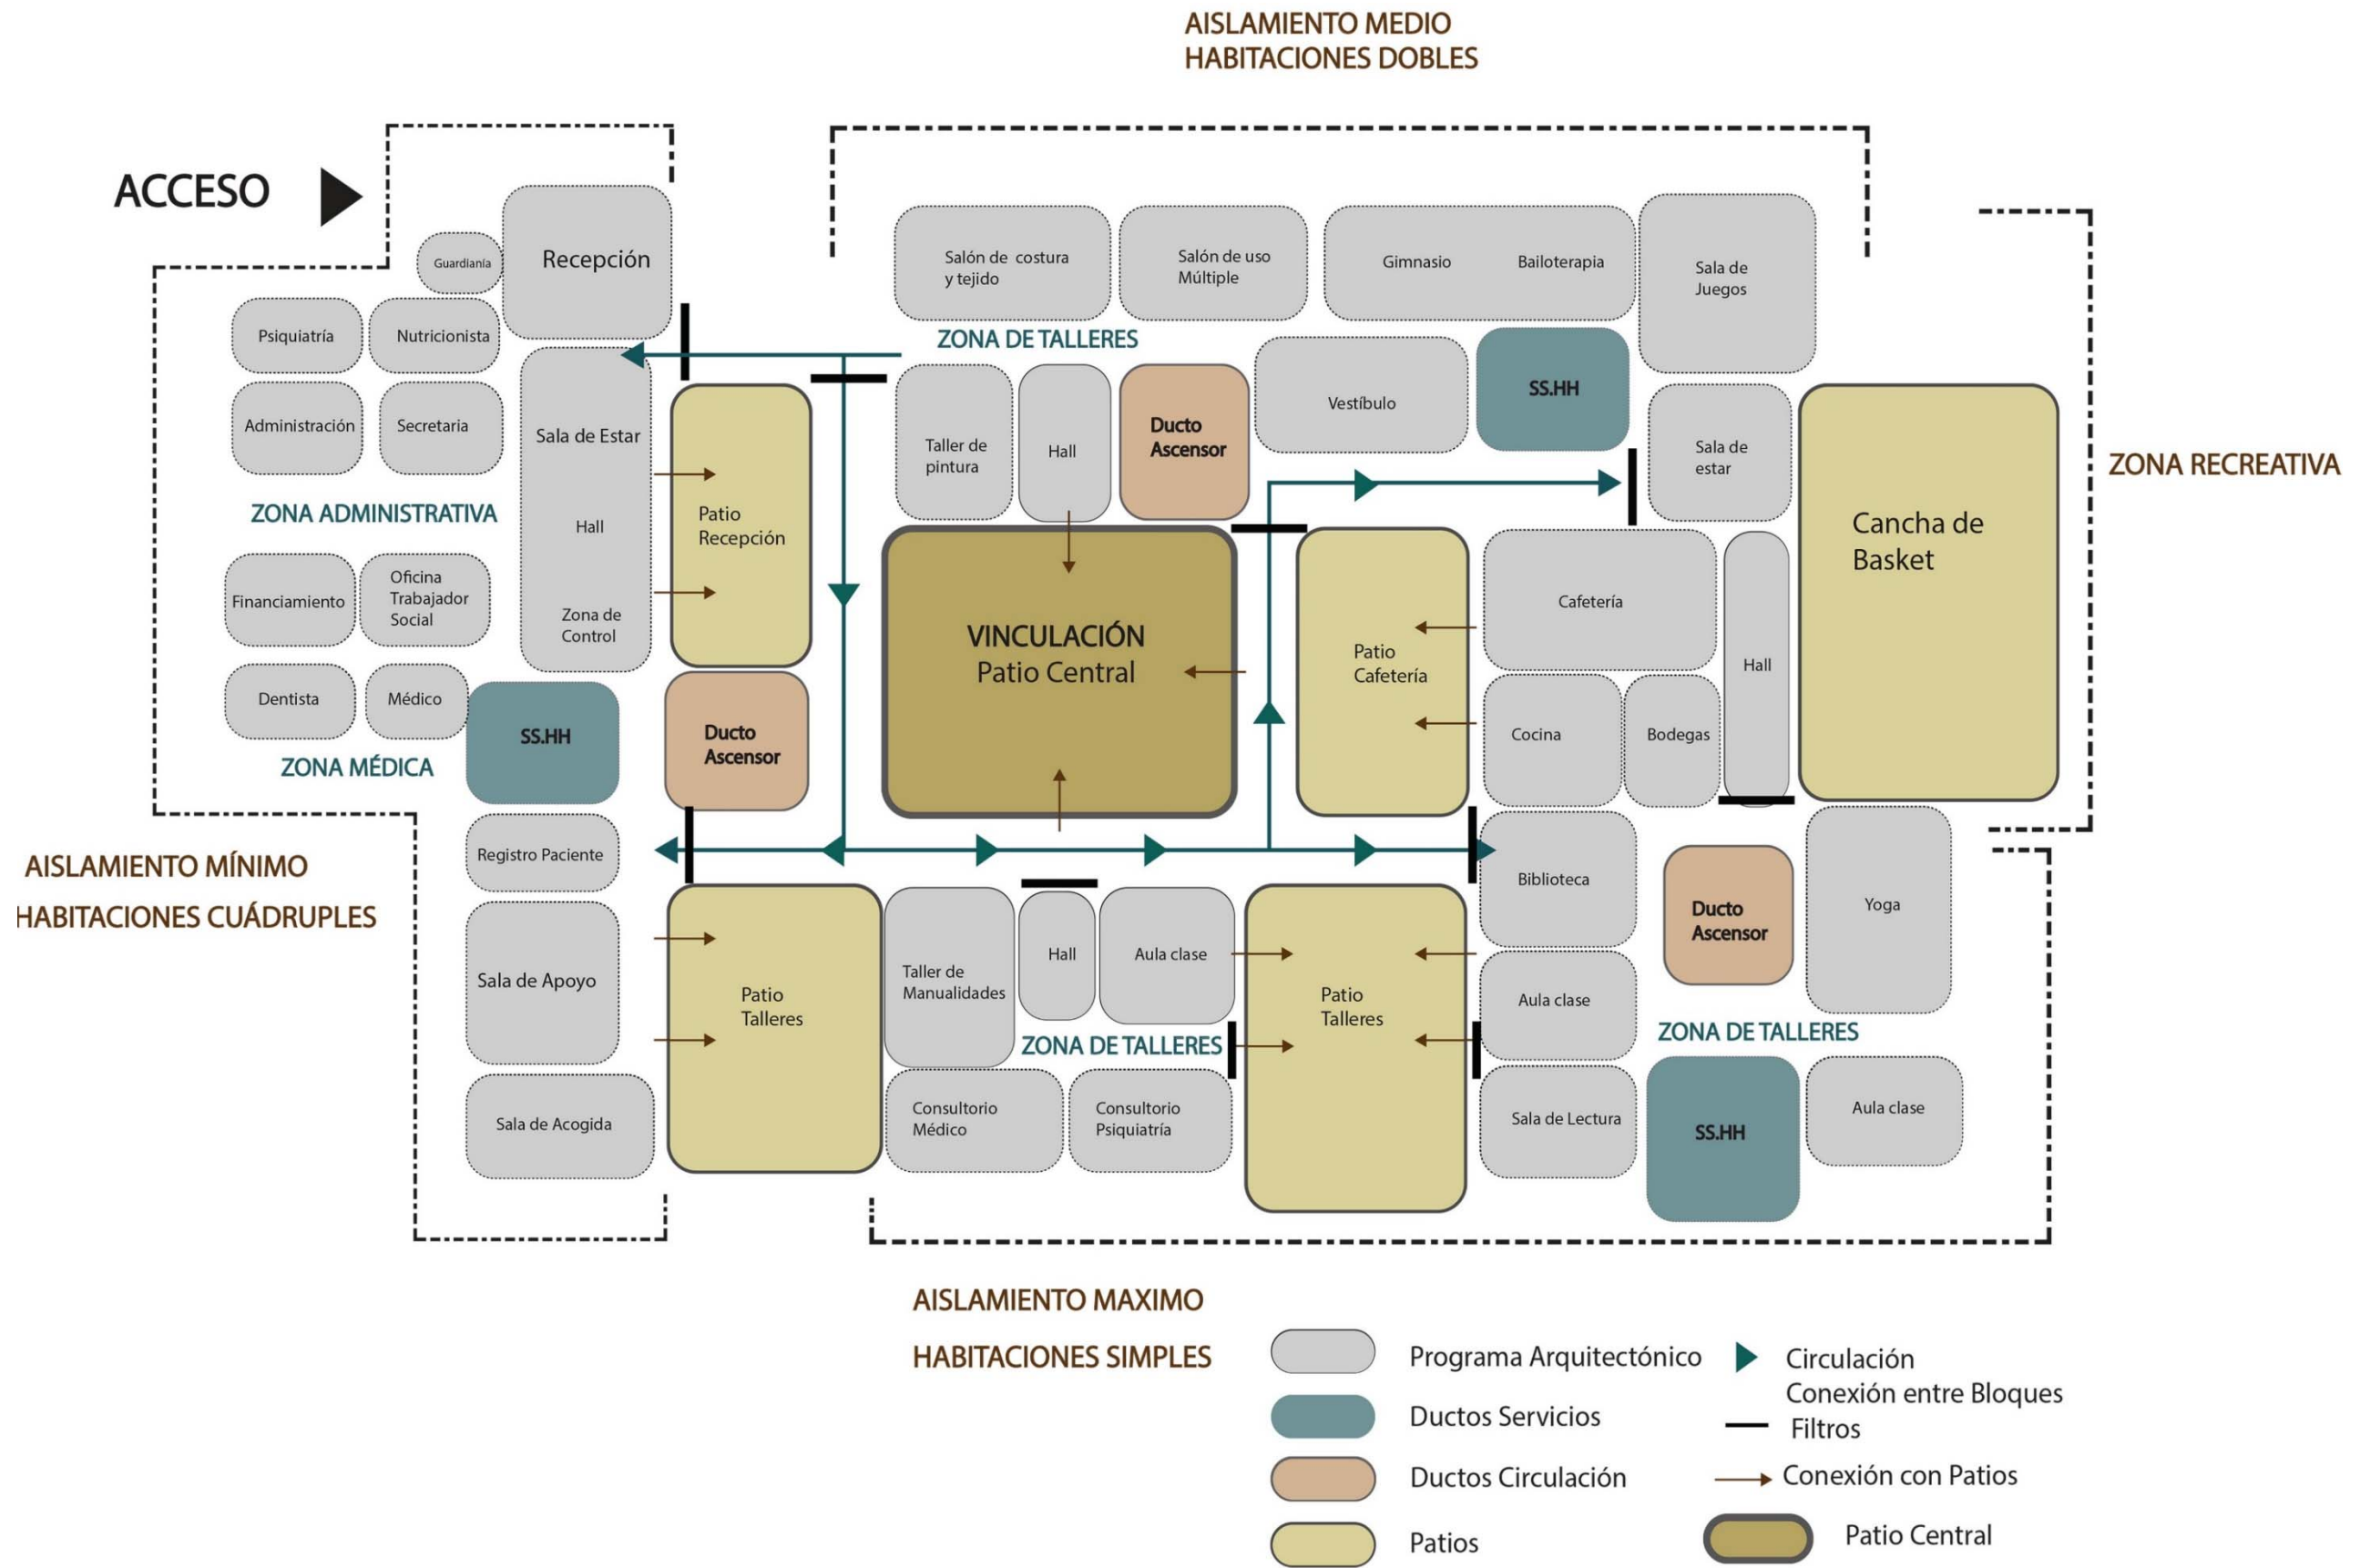 AISLAMIENTO MEDIO
HABITACIONES DOBLES
ACCESO
Guardianía
Recepción
Psiquiatría
Nutricionista
Administración
Secretaria
Sala de Estar
Hall
Zona de
Control
ZONA ADMINISTRATIVA
Financiamiento
Oficina
Trabajador
Social
Dentista
Médico
SS.HH
ZONA MÉDICA
Patio
Recepción
Ducto
Ascensor
AISLAMIENTO MÍNIMO
HABITACIONES CUÁDRUPLES
Registro Paciente
Sala de Apoyo
Sala de Acogida
Patio
Talleres
Salón de costura
y tejido
Salón de uso
Múltiple
Gimnasio
Bailoterapia
Sala de
Juegos
ZONA DE TALLERES
Taller de
pintura
Hall
Ducto
Ascensor
Vestíbulo
SS.HH
Sala de
estar
Cancha de
Basket
ZONA RECREATIVA
VINCULACIÓN
Patio Central
Patio
Cafetería
Cafetería
Hall
Cocina
Bodegas
Taller de
Manualidades
Hall
Aula clase
ZONA DE TALLERES
Consultorio
Médico
Consultorio
Psiquiatría
Patio
Talleres
Biblioteca
Ducto
Ascensor
Yoga
Aula clase
ZONA DE TALLERES
Sala de Lectura
SS.HH
Aula clase
AISLAMIENTO MAXIMO
HABITACIONES SIMPLES
Programa Arquitectónico
Ductos Servicios
Ductos Circulación
Patios
Circulación
Conexión entre Bloques
Filtros
Conexión con Patios
Patio Central